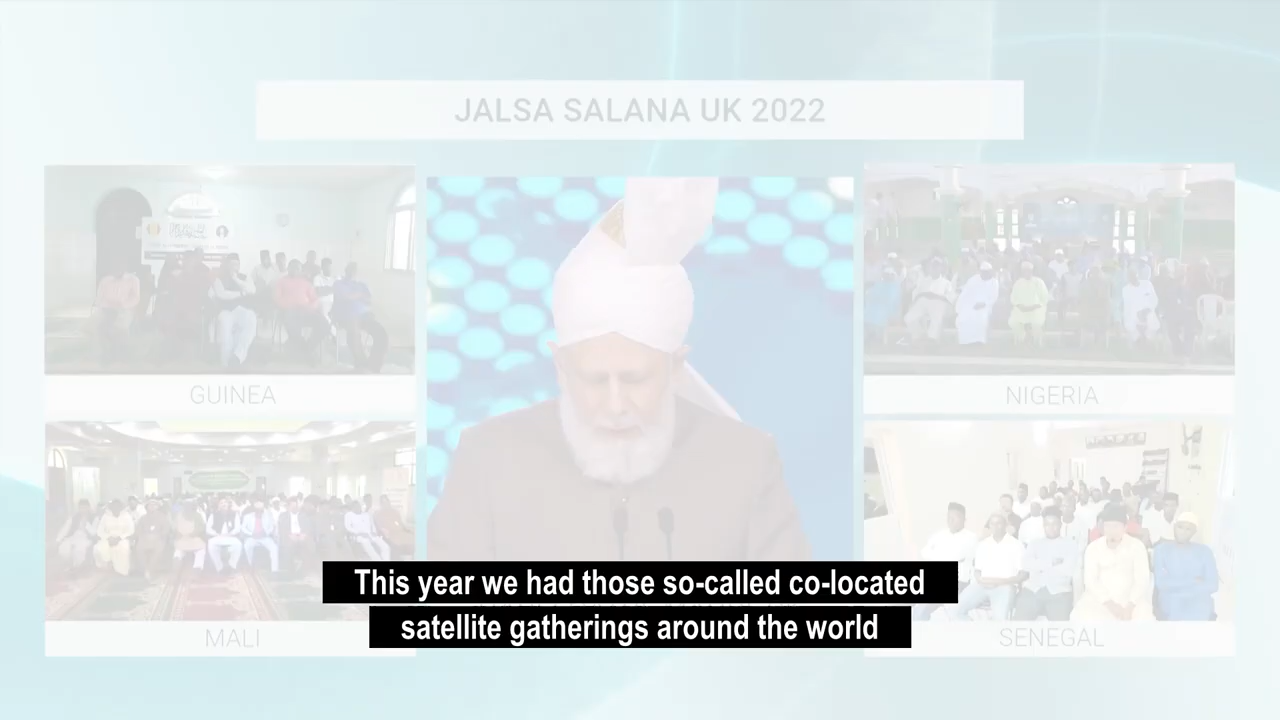 JALSA SALANA UK 2022
GUINEA
NIGERIA
MALI
SENEGAL
This year we had those so-called co-located
satellite gatherings around the world